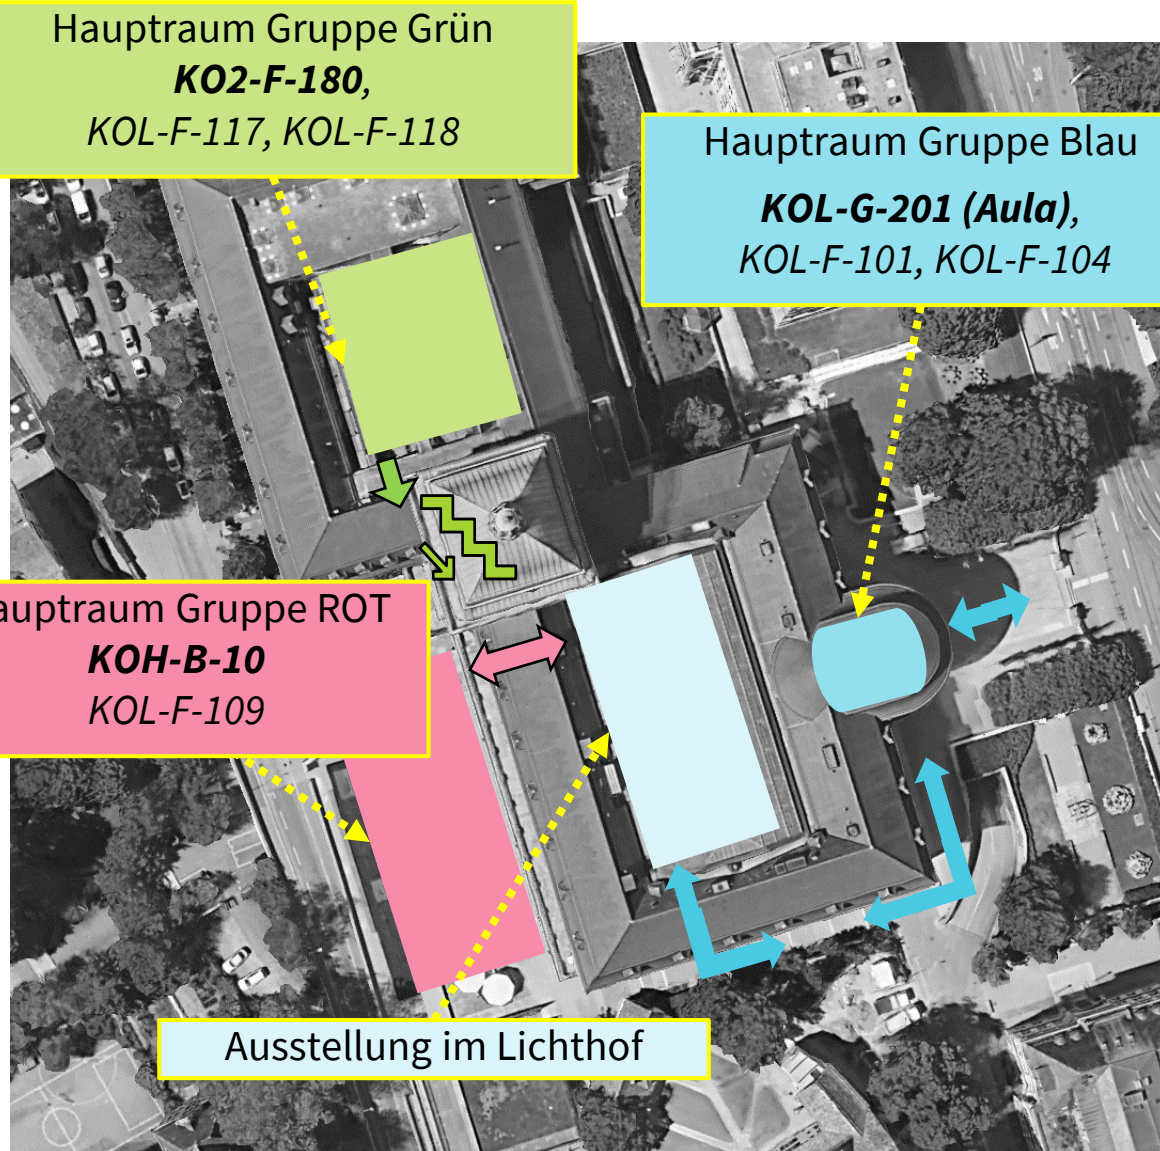 Hauptraum Gruppe Grün
KO2-F-180,
KOL-F-117, KOL-F-118
Hauptraum Gruppe Blau
KOL-G-201 (Aula),
KOL-F-101, KOL-F-104
auptraum Gruppe ROT
KOH-B-10
KOL-F-109
Ausstellung im Lichthof